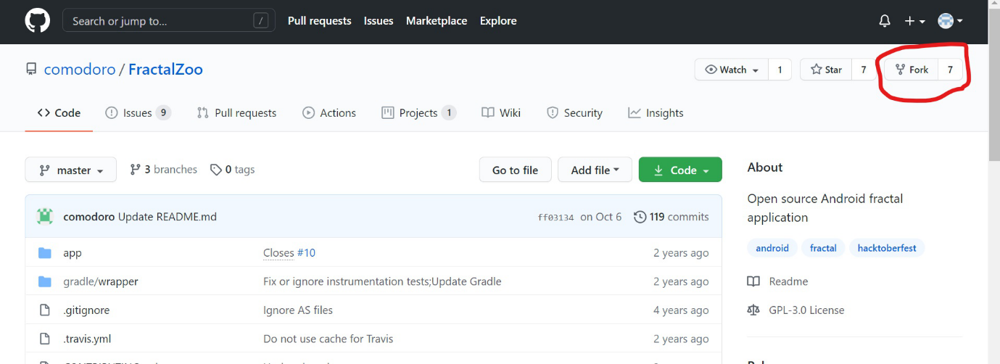 Search or jump to... / Pull requests Issues Marketplace Explore
comodoro / FractalZoo Watch 1 Star 7 Fork 7
Code Issues 9 Pull requests Actions Projects 1 Wiki Security Insights
master 3 branches 0 tags Go to file Add file Code
About
Open source Android fractal
application
comodoro Update README.md ff03134 on Oct 6 119 commits
android fractal hacktoberfest
app Closes #10 2 years ago
gradle/wrapper Fix or ignore instrumentation tests;Update Gradle 2 years ago
Readme
.gitignore Ignore AS files 4 years ago
GPL-3.0 License
.travis.yml Do not use cache for Travis 2 years ago